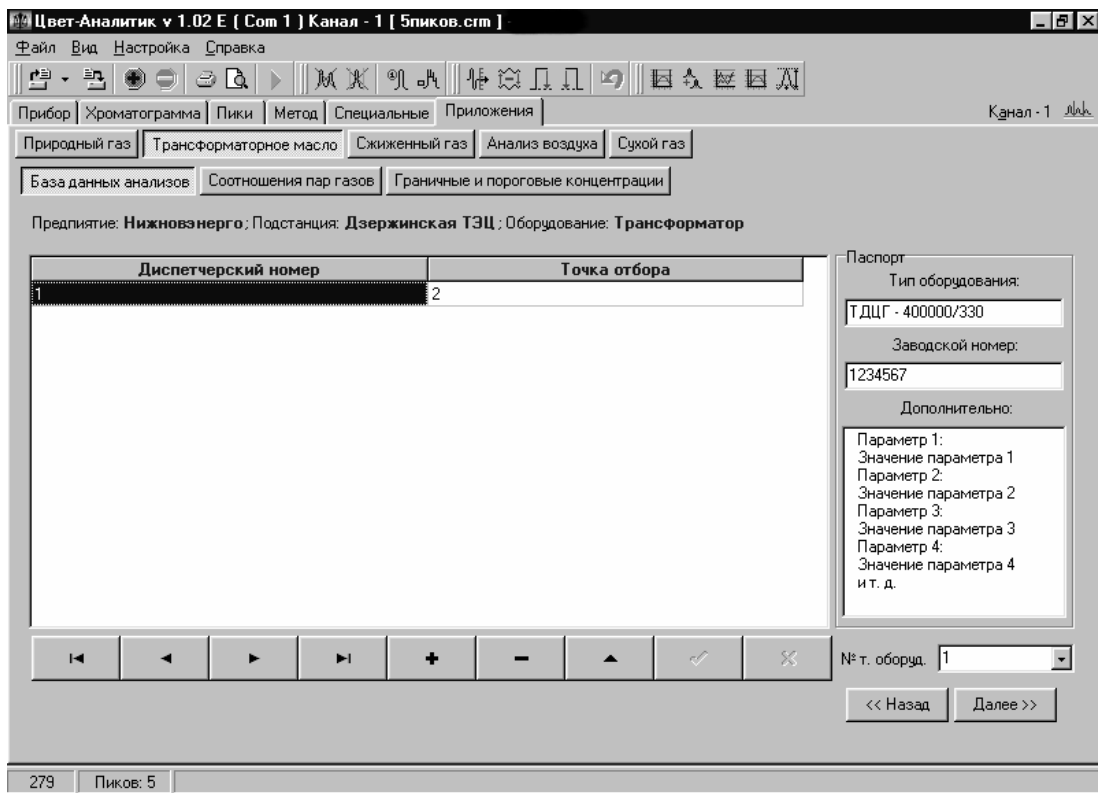 Цвет-Аналитик v 1.02 E ( Com 1 ) Канал - 1 [ 5пиков.crm ] -
Файл Вид Настройка Справка
Прибор Хроматограмма Пики Метод Специальные Приложения Канал - 1
Природный газ Трансформаторное масло Сжиженный газ Анализ воздуха Сухой газ
База данных анализов Соотношения пар газов Граничные и пороговые концентрации
Предпиятие: Нижновэнерго; Подстанция: Дзержинская ТЭЦ; Оборудование: Трансформатор
Диспетчерский номер Точка отбора
1 2
Паспорт
Тип оборудования:
ТДЦГ - 400000/330
Заводской номер:
1234567
Дополнительно:
Параметр 1:
Значение параметра 1
Параметр 2:
Значение параметра 2
Параметр 3:
Значение параметра 3
Параметр 4:
Значение параметра 4
и т. д.
№ т. оборуд. 1
<< Назад Далее >>
279 Пиков: 5